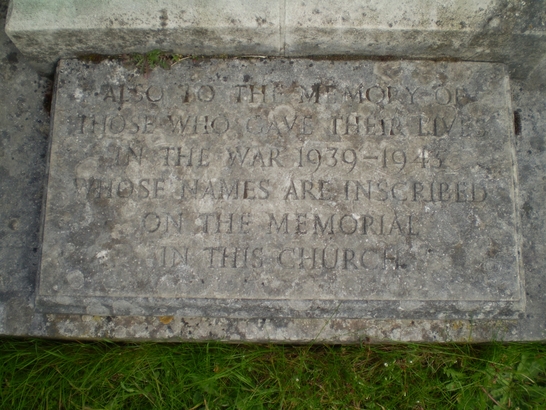 ALSO TO THE MEMORY OF
THOSE WHO GAVE THEIR LIVES
IN THE WAR 1939-1945
WHOSE NAMES ARE INSCRIBED
ON THE MEMORIAL
IN THIS CHURCH.